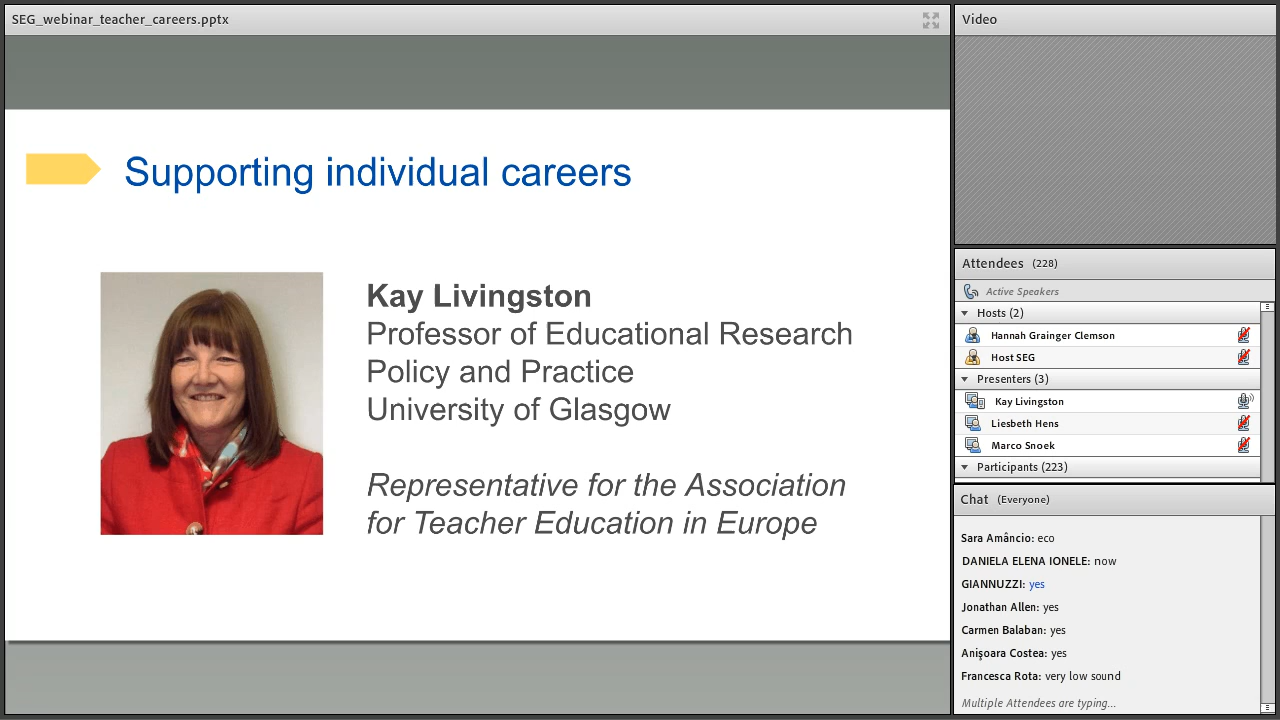 SEG_webinar_teacher_careers.pptx
Supporting individual careers
Kay Livingston
Professor of Educational Research
Policy and Practice
University of Glasgow
Representative for the Association
for Teacher Education in Europe
Video
Attendees (228)
Active Speakers
Hosts (2)
Hannah Grainger Clemson
Host SEG
Presenters (3)
Kay Livingston
Liesbeth Hens
Marco Snoek
Participants (223)
Chat (Everyone)
Sara Amâncio: eco
DANIELA ELENA IONELE: now
GIANNUZZI: yes
Jonathan Allen: yes
Carmen Balaban: yes
Anişoara Costea: yes
Francesca Rota: very low sound
Multiple Attendees are typing...